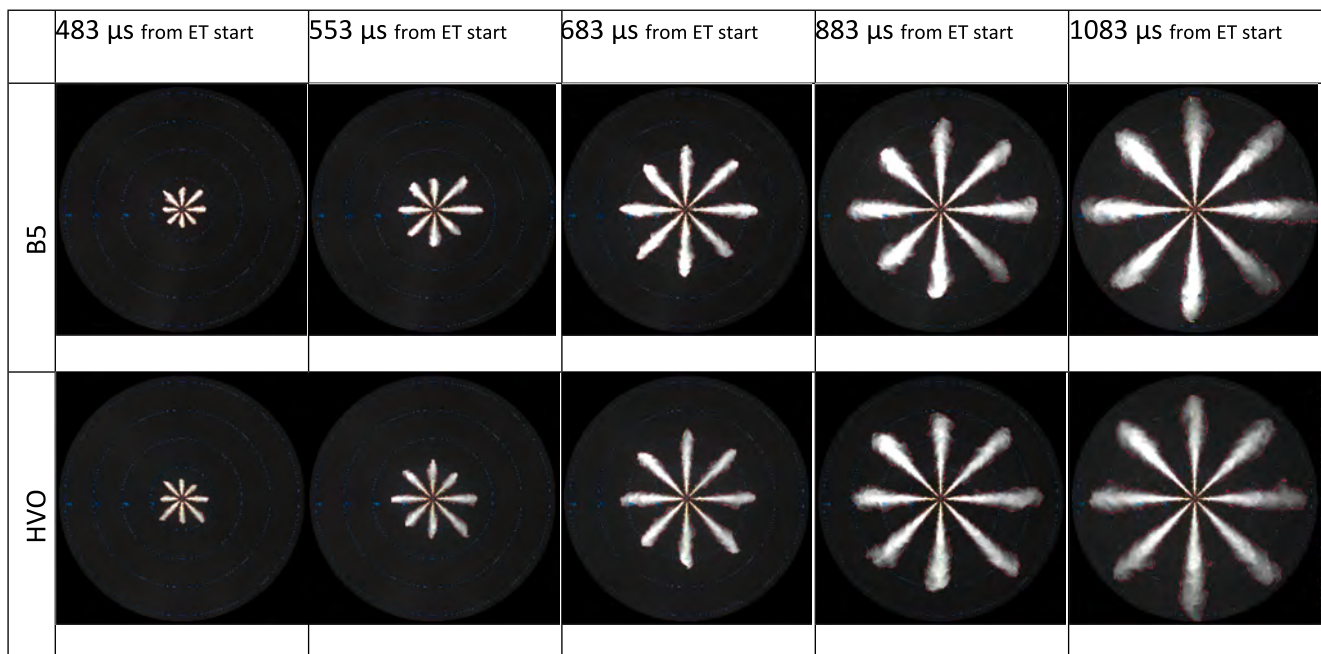 483 µs from ET start
553 µs from ET start
683 µs from ET start
883 µs from ET start
1083 µs from ET start
B5
HVO